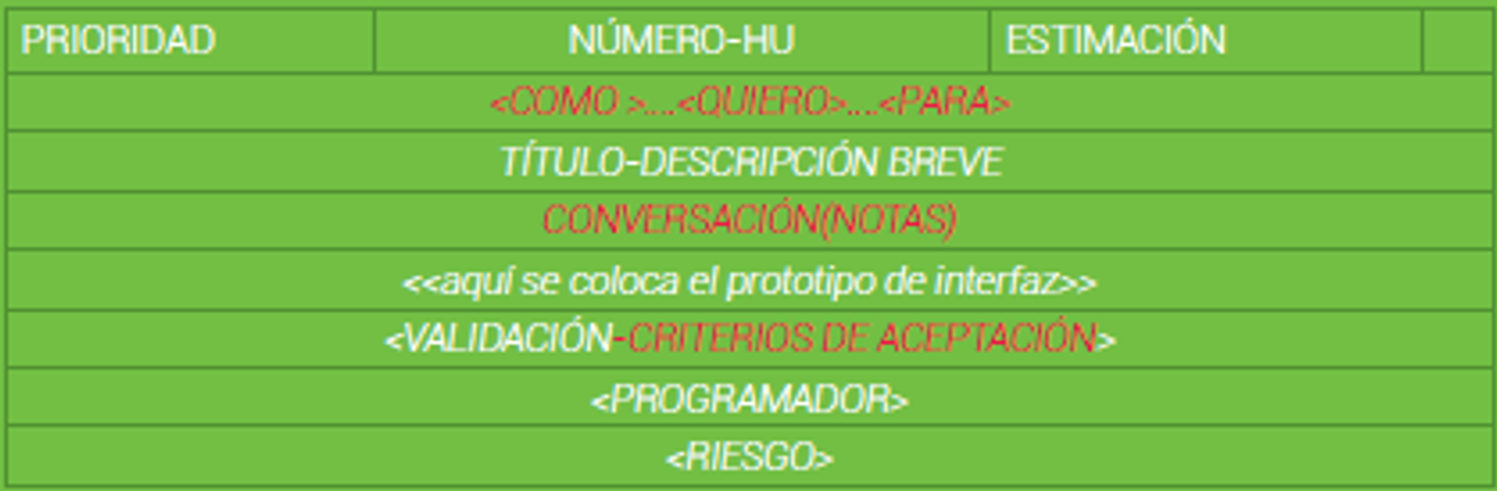 PRIORIDAD NÚMERO-HU ESTIMACIÓN
<COMO >....<QUIERO>....<PARA>
TÍTULO-DESCRIPCIÓN BREVE
CONVERSACIÓN(NOTAS)
<<aquí se coloca el prototipo de interfaz>>
<VALIDACIÓN-CRITERIOS DE ACEPTACIÓN>
<PROGRAMADOR>
<RIESGO>